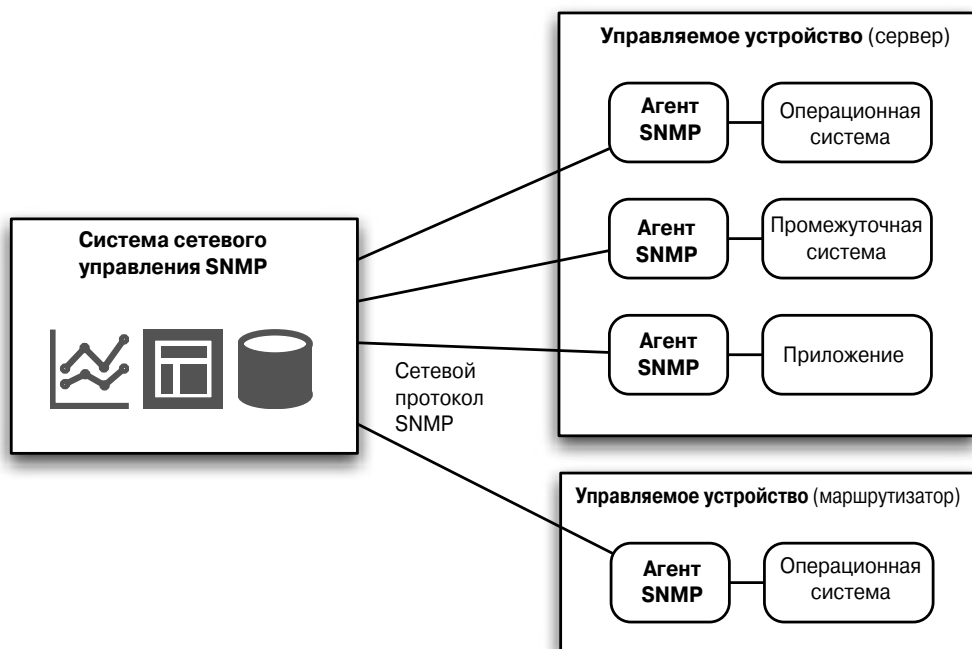 Управляемое устройство (сервер)
Агент
SNMP
Операционная
система
Агент
SNMP
Промежуточная
система
Агент
SNMP
Приложение
Система сетевого
управления SNMP
Сетевой
протокол
SNMP
Управляемое устройство (маршрутизатор)
Агент
SNMP
Операционная
система